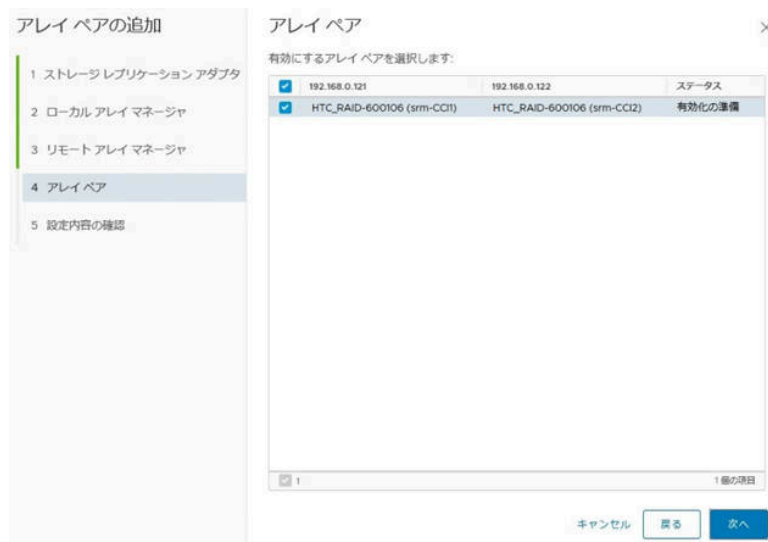 アレイ ペアの追加
1 ストレージ レプリケーション アダプタ
2 ローカル アレイ マネージャ
3 リモート アレイ マネージャ
4 アレイ ペア
5 設定内容の確認
アレイ ペア
有効にするアレイ ペアを選択します:
192.168.0.121 192.168.0.122 ステータス
HTC_RAID-600106 (srm-CCI1) HTC_RAID-600106 (srm-CCI2) 有効化の準備
1 1 個の項目
キャンセル 戻る 次へ